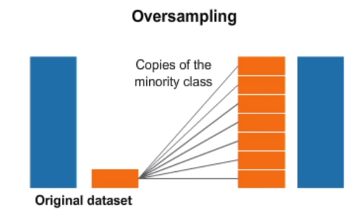 Oversampling
Copies of the
minority class
Original dataset